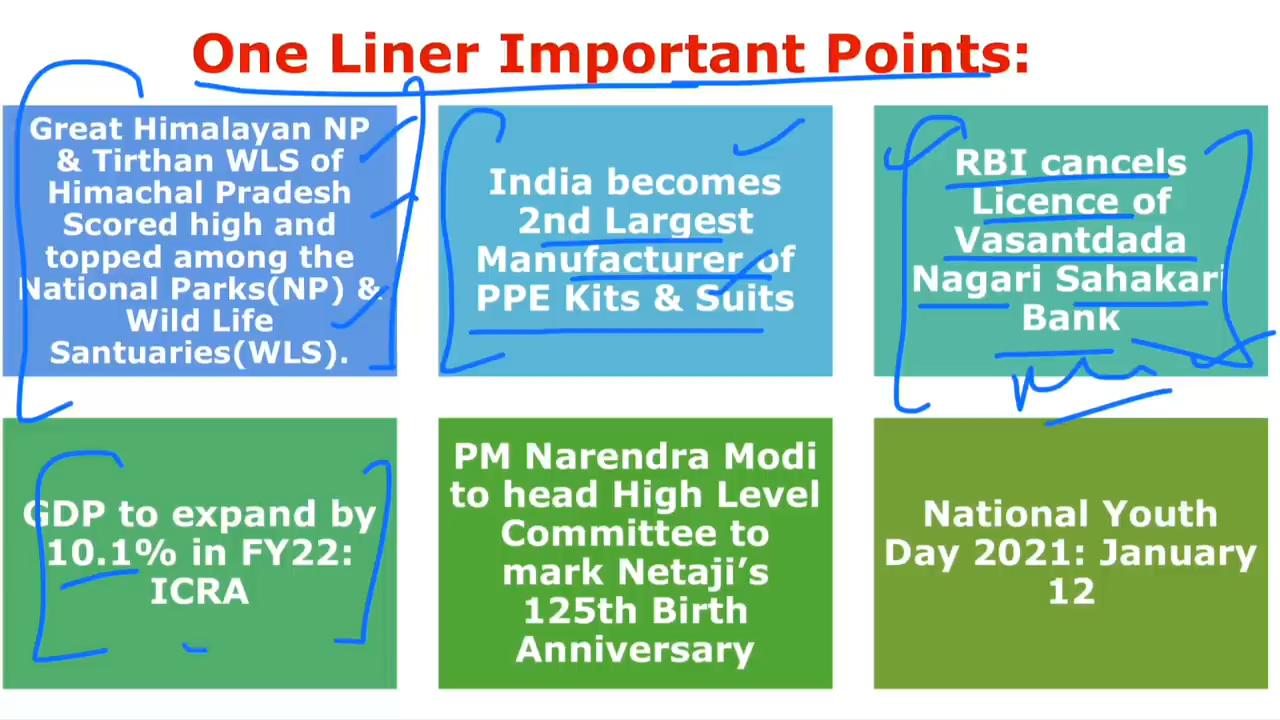 One Liner Important Points:
Great Himalayan NP
& Tirthan WLS of
Himachal Pradesh
Scored high and
topped among the
National Parks(NP) &
Wild Life
Santuaries(WLS).
India becomes
2nd Largest
Manufacturer of
PPE Kits & Suits
RBI cancels
Licence of
Vasantdada
Nagari Sahakari
Bank
GDP to expand by
10.1% in FY22:
ICRA
PM Narendra Modi
to head High Level
Committee to
mark Netaji’s
125th Birth
Anniversary
National Youth
Day 2021: January
12